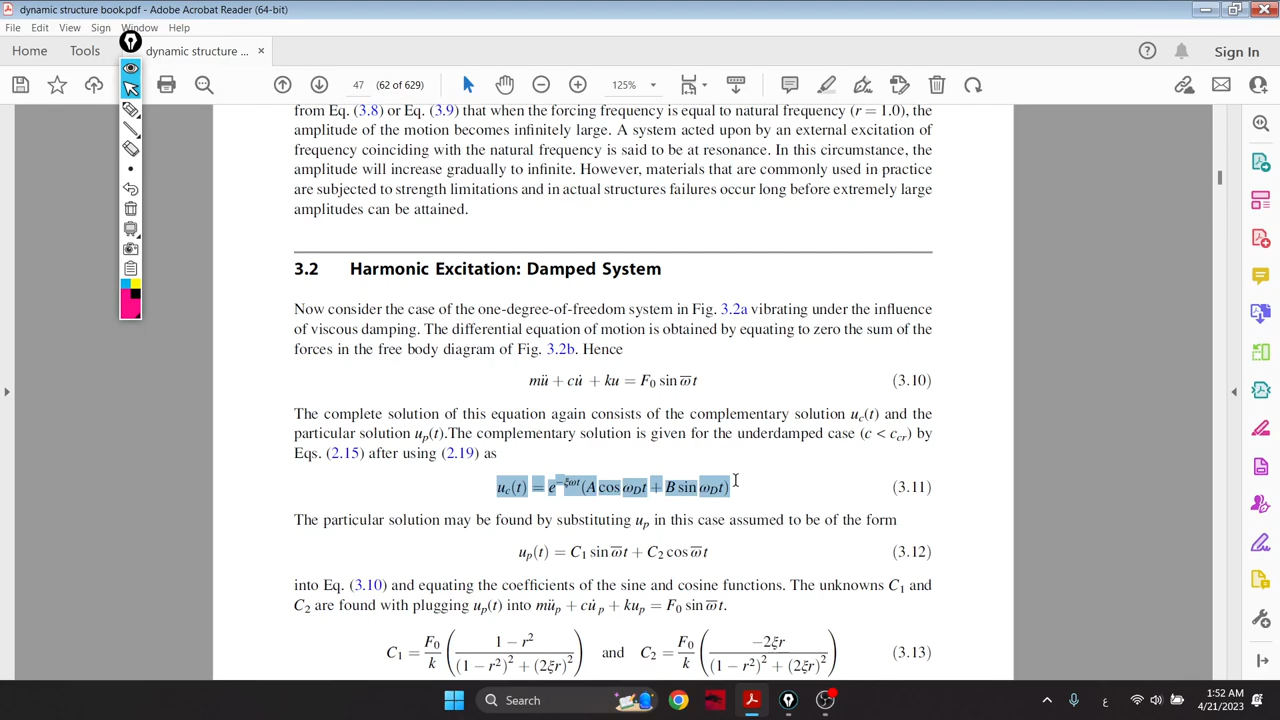 dynamic structure book.pdf - Adobe Acrobat Reader (64-bit)
File Edit View Sign Window Help
Home Tools dynamic structure ... × Sign In
47 (62 of 629) 125%
from Eq. (3.8) or Eq. (3.9) that when the forcing frequency is equal to natural frequency (r = 1.0), the
amplitude of the motion becomes infinitely large. A system acted upon by an external excitation of
frequency coinciding with the natural frequency is said to be at resonance. In this circumstance, the
amplitude will increase gradually to infinite. However, materials that are commonly used in practice
are subjected to strength limitations and in actual structures failures occur long before extremely large
amplitudes can be attained.
3.2 Harmonic Excitation: Damped System
Now consider the case of the one-degree-of-freedom system in Fig. 3.2a vibrating under the influence
of viscous damping. The differential equation of motion is obtained by equating to zero the sum of the
forces in the free body diagram of Fig. 3.2b. Hence
mü + cu̇ + ku = F₀ sin ω̅t (3.10)
The complete solution of this equation again consists of the complementary solution u_c(t) and the
particular solution u_p(t).The complementary solution is given for the underdamped case (c < c_cr) by
Eqs. (2.15) after using (2.19) as
u_c(t) = e^{−ξωt}(A cos ω_D t + B sin ω_D t) (3.11)
The particular solution may be found by substituting u_p in this case assumed to be of the form
u_p(t) = C₁ sin ω̅t + C₂ cos ω̅t (3.12)
into Eq. (3.10) and equating the coefficients of the sine and cosine functions. The unknowns C₁ and
C₂ are found with plugging u_p(t) into mü_p + cu̇_p + ku_p = F₀ sin ω̅t.
C₁ = F₀/k ((1 − r²)/((1 − r²)² + (2ξr)²)) and C₂ = F₀/k (−2ξr/((1 − r²)² + (2ξr)²)) (3.13)
Search ع 1:52 AM
4/21/2023